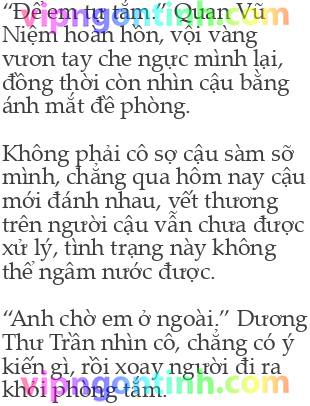 “Để em tự tắm.” Quan Vũ
Niệm hoàn hồn, vội vàng
vươn tay che ngực mình lại,
đồng thời còn nhìn cậu bằng
ánh mắt đề phòng.
Không phải cô sợ cậu sàm sỡ
mình, chẳng qua hôm nay cậu
mới đánh nhau, vết thương
trên người cậu vẫn chưa được
xử lý, tình trạng này không
thể ngâm nước được.
“Anh chờ em ở ngoài.” Dương
Thư Trần nhìn cô, chẳng có ý
kiến gì, rồi xoay người đi ra
khỏi phòng tắm.
vipngontinh.com
vipngontinh.com